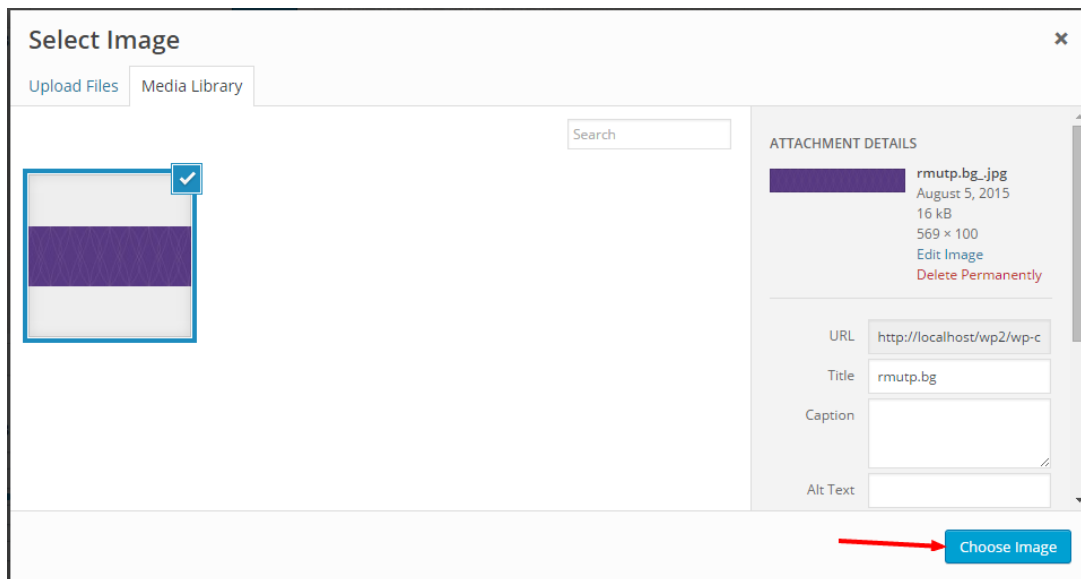 Select Image
Upload Files
Media Library
Search
ATTACHMENT DETAILS
rmutp.bg_.jpg
August 5, 2015
16 kB
569 × 100
Edit Image
Delete Permanently
URL http://localhost/wp2/wp-c
Title rmutp.bg
Caption
Alt Text
Choose Image